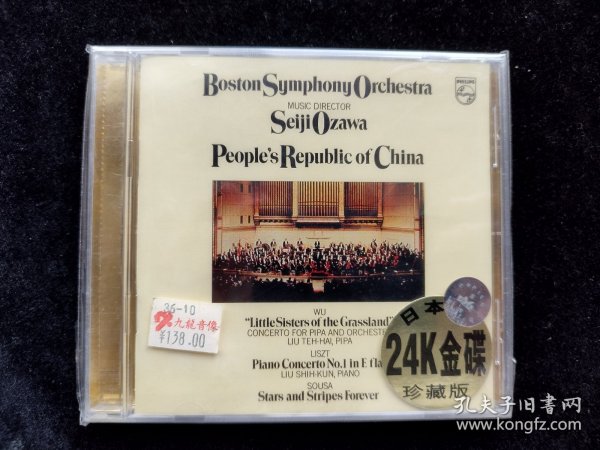 Boston Symphony Orchestra
PHILIPS
MUSIC DIRECTOR
Seiji Ozawa
People's Republic of China
WU
"Little Sisters of the Grassland"
CONCERTO FOR PIPA AND ORCHESTRA
LIU TEH-HAI, PIPA
LISZT
Piano Concerto No.1 in E fla
LIU SHIH-KUN, PIANO
SOUSA
Stars and Stripes Forever
36-10
九龍音像
¥138.00
日本
24K金碟
珍藏版
孔夫子旧书网
www.kongfz.com